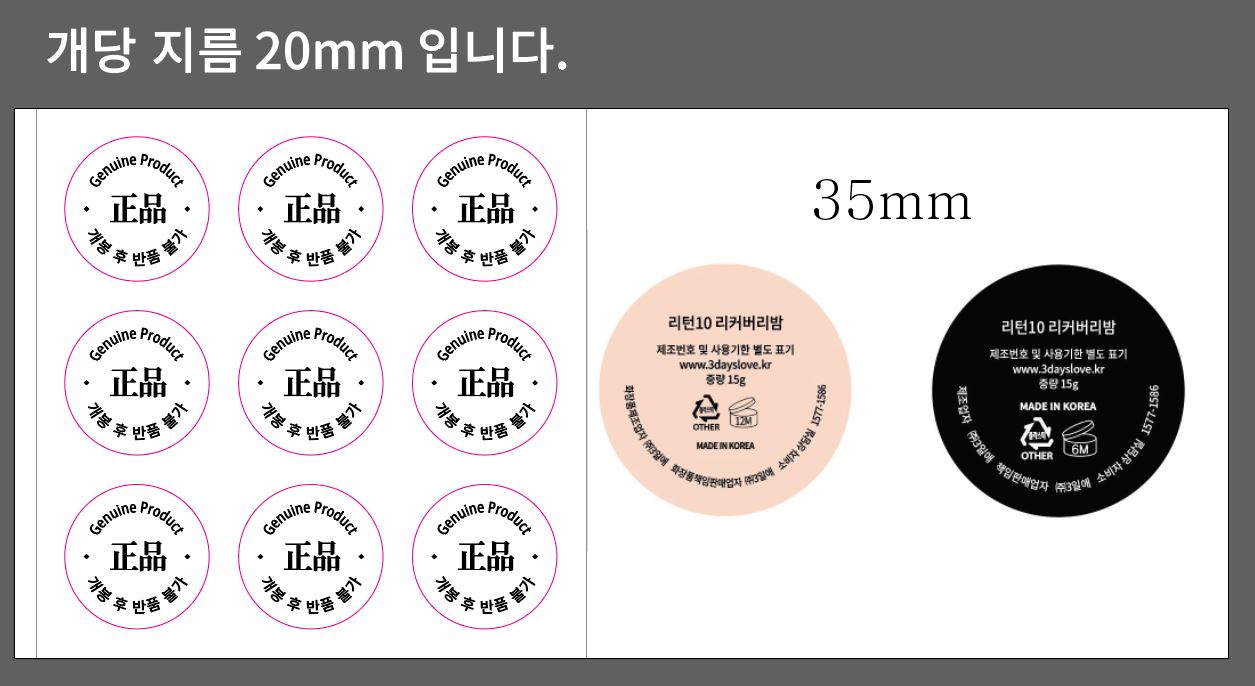 개당 지름 20mm 입니다.
Genuine Product
正品
개봉 후 반품 불가
Genuine Product
正品
개봉 후 반품 불가
Genuine Product
正品
개봉 후 반품 불가
Genuine Product
正品
개봉 후 반품 불가
Genuine Product
正品
개봉 후 반품 불가
Genuine Product
正品
개봉 후 반품 불가
Genuine Product
正品
개봉 후 반품 불가
Genuine Product
正品
개봉 후 반품 불가
Genuine Product
正品
개봉 후 반품 불가
35mm
리턴10 리커버리밤
제조번호 및 사용기한 별도 표기
www.3dayslove.kr
중량 15g
플라스틱
OTHER
12M
MADE IN KOREA
화장품제조업자 ㈜3일애 화장품책임판매업자 ㈜3일애 소비자 상담실 1577-1586
리턴10 리커버리밤
제조번호 및 사용기한 별도 표기
www.3dayslove.kr
중량 15g
MADE IN KOREA
플라스틱
OTHER
6M
제조업자 ㈜3일애 책임판매업자 ㈜3일애 소비자 상담실 1577-1586